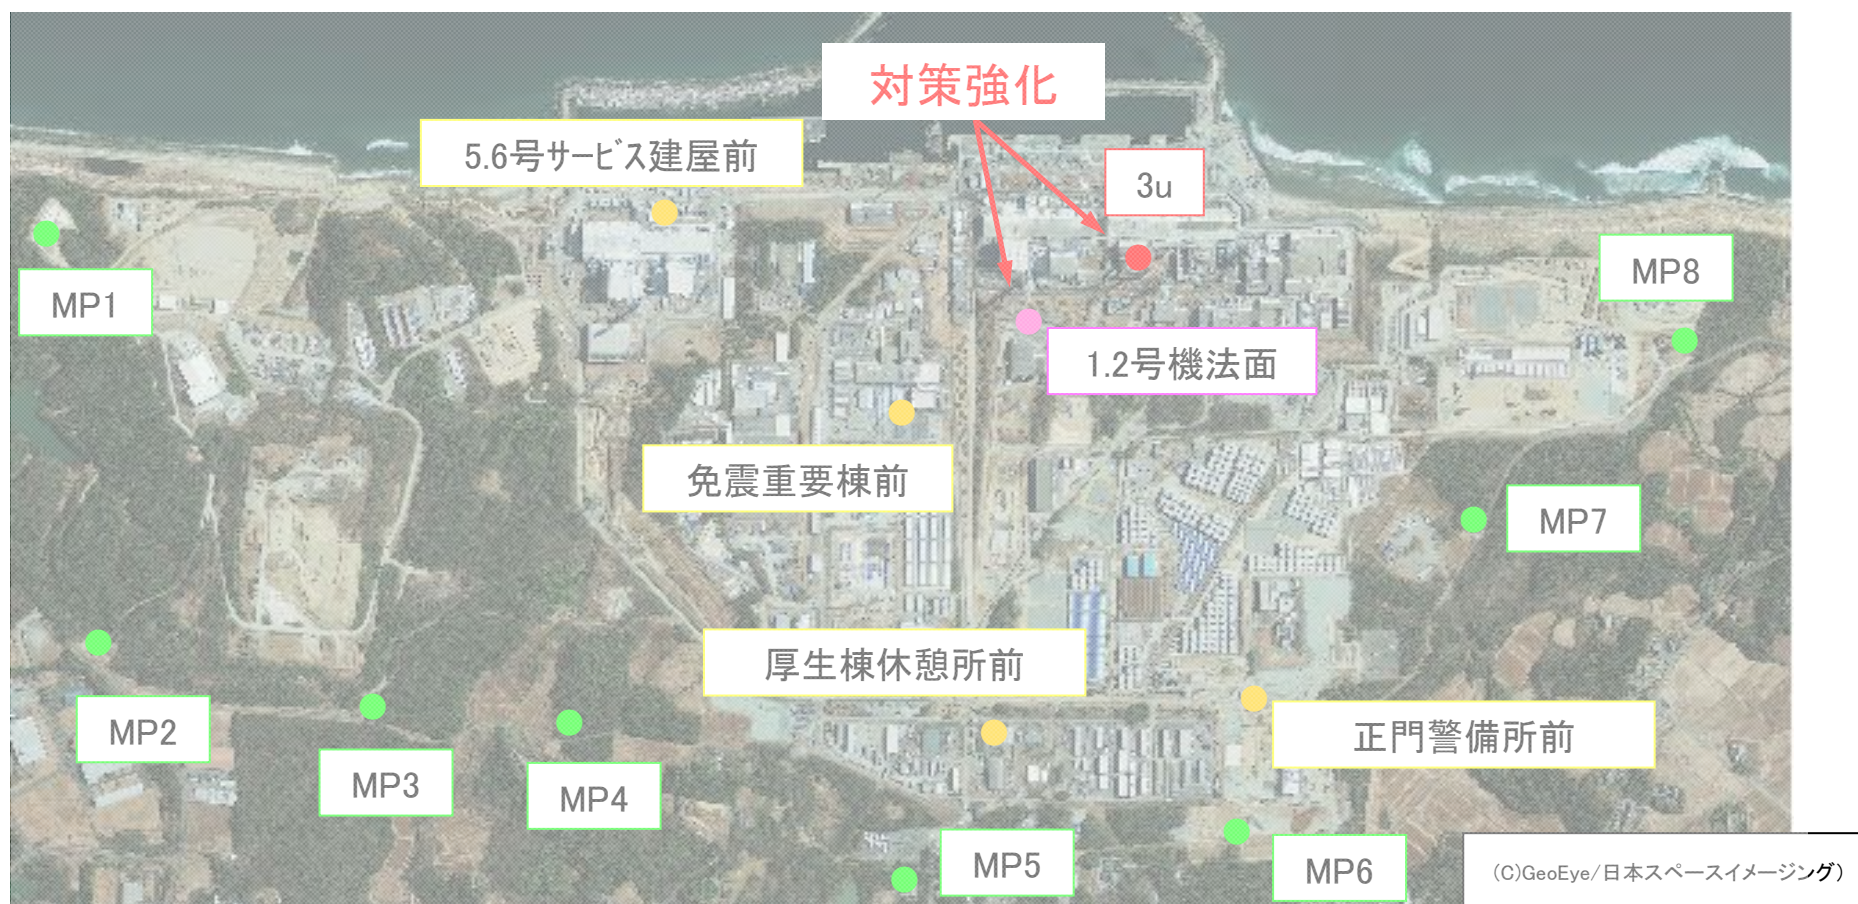 対策強化
5.6号サービス建屋前
3u
MP1
MP8
1.2号機法面
免震重要棟前
MP7
厚生棟休憩所前
MP2
正門警備所前
MP3
MP4
MP5
MP6
(C)GeoEye/日本スペースイメージング)